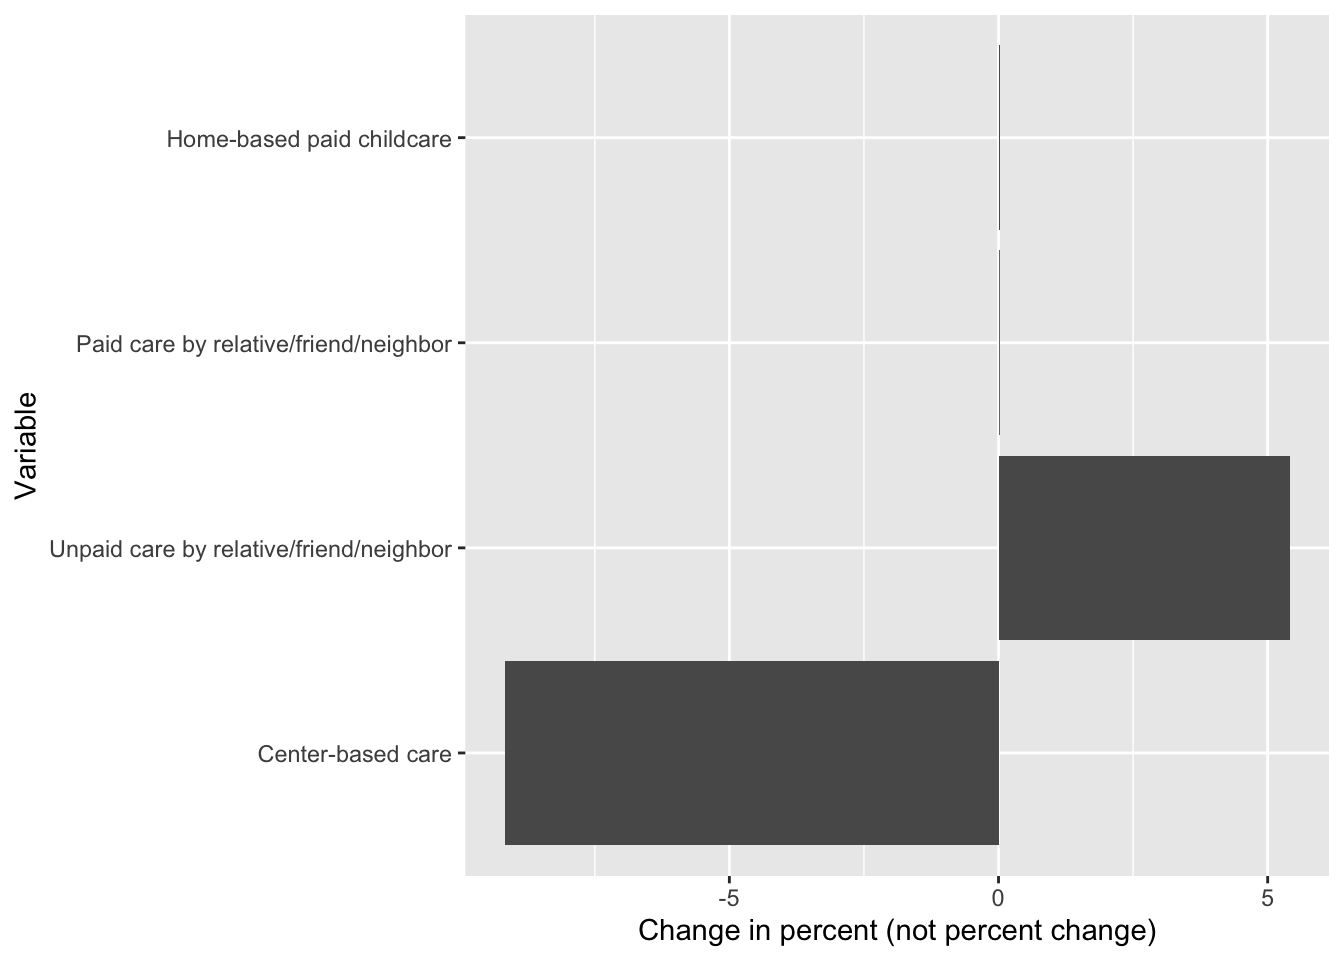 Home-based paid childcare
Paid care by relative/friend/neighbor
Variable
Unpaid care by relative/friend/neighbor
Center-based care
-5 0 5
Change in percent (not percent change)